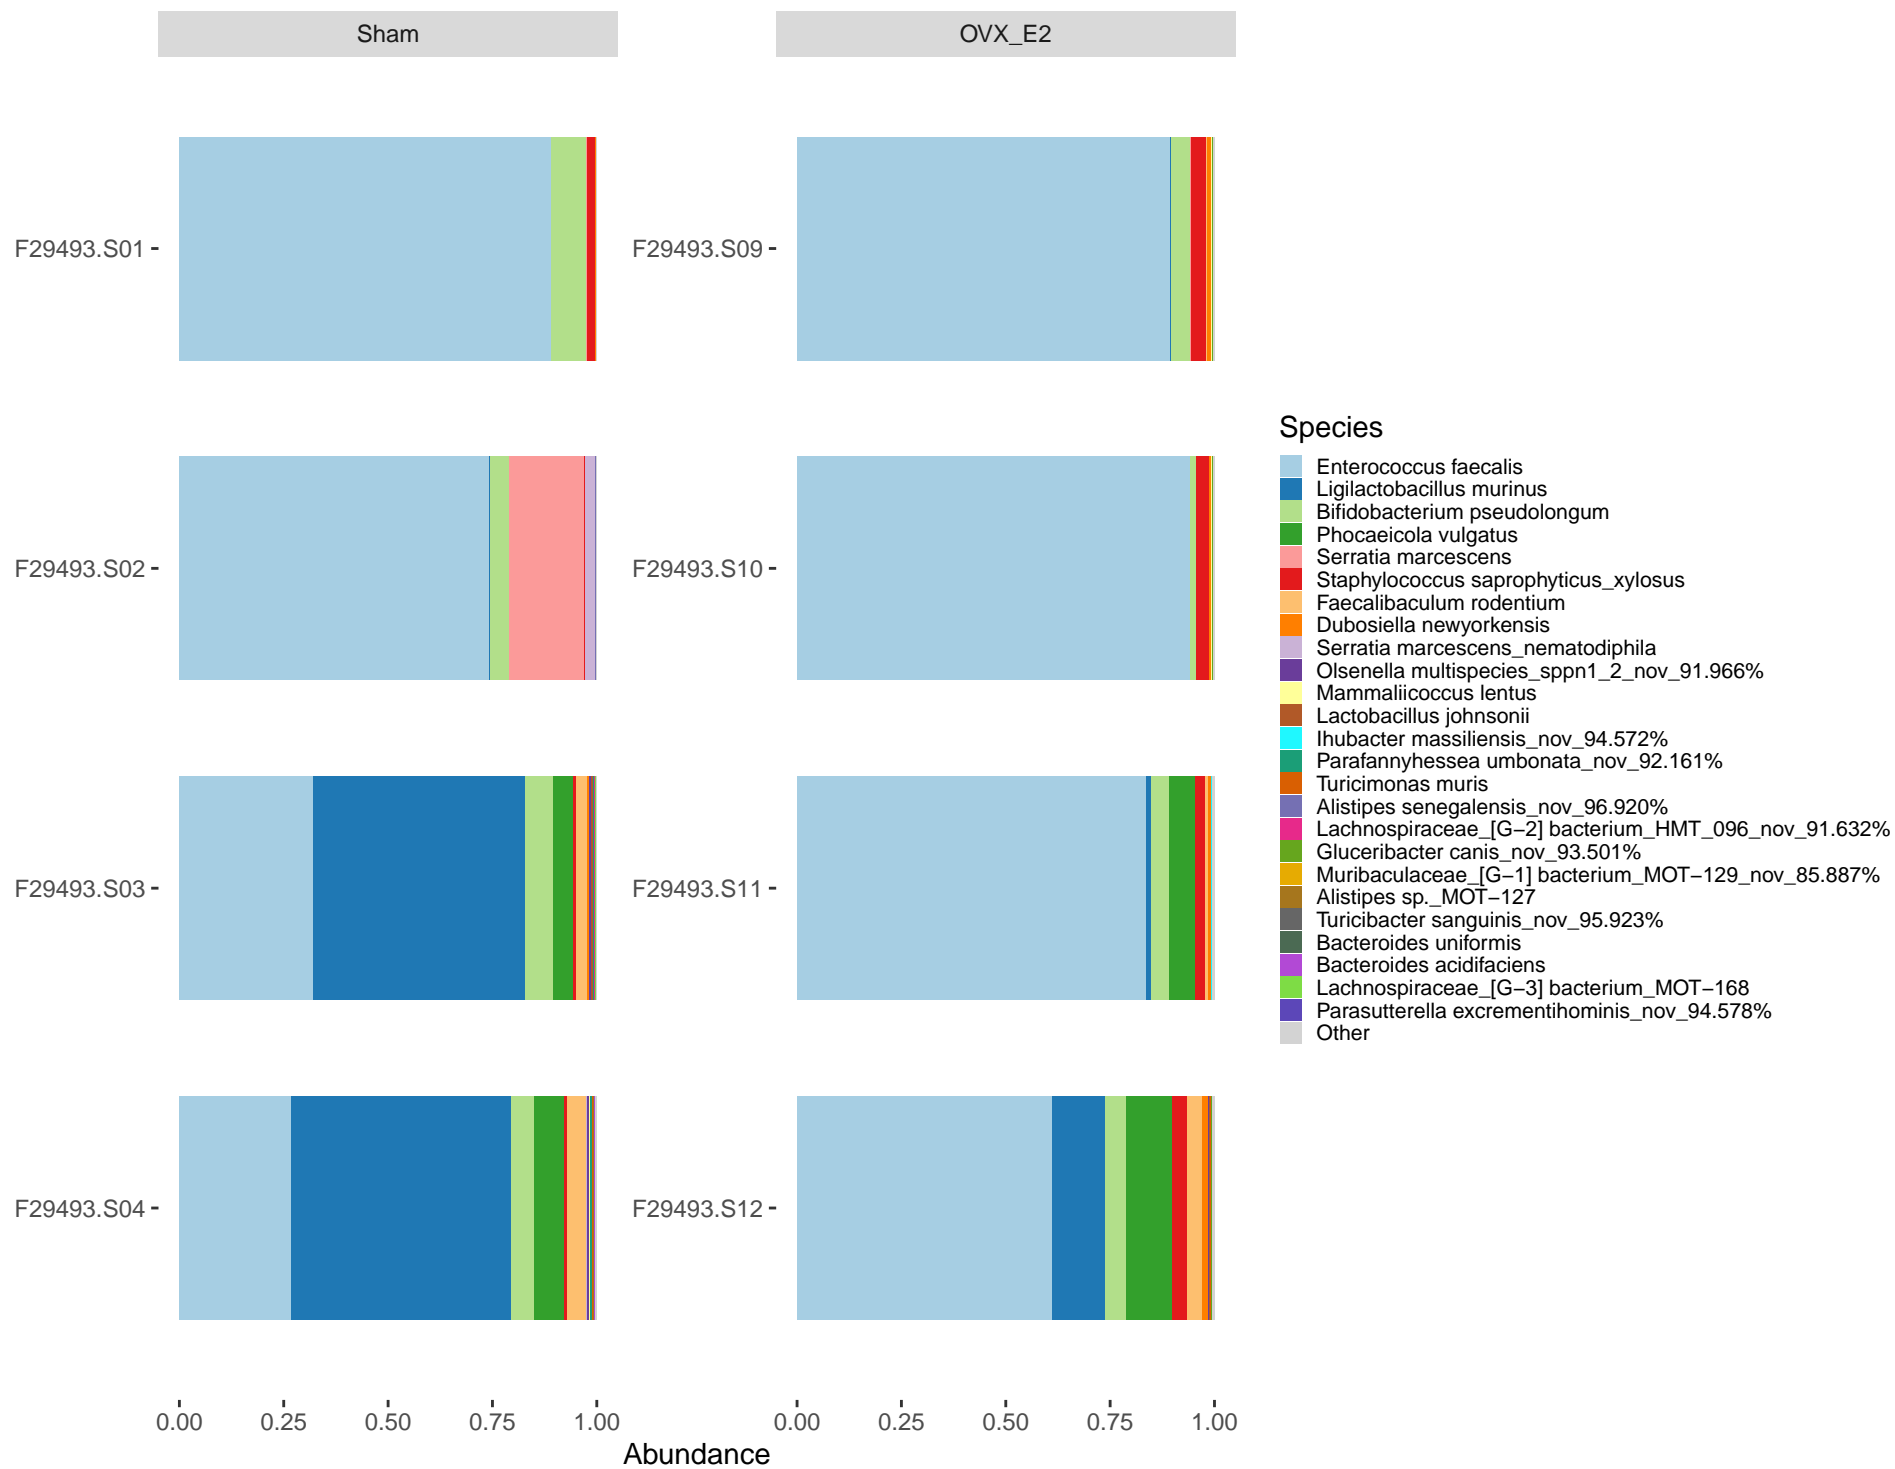 Sham
OVX_E2
F29493.S01
F29493.S09
F29493.S02
F29493.S10
F29493.S03
F29493.S11
F29493.S04
F29493.S12
0.00 0.25 0.50 0.75 1.00
0.00 0.25 0.50 0.75 1.00
Abundance
Species
Enterococcus faecalis
Ligilactobacillus murinus
Bifidobacterium pseudolongum
Phocaeicola vulgatus
Serratia marcescens
Staphylococcus saprophyticus_xylosus
Faecalibaculum rodentium
Dubosiella newyorkensis
Serratia marcescens_nematodiphila
Olsenella multispecies_sppn1_2_nov_91.966%
Mammaliicoccus lentus
Lactobacillus johnsonii
Ihubacter massiliensis_nov_94.572%
Parafannyhessea umbonata_nov_92.161%
Turicimonas muris
Alistipes senegalensis_nov_96.920%
Lachnospiraceae_[G−2] bacterium_HMT_096_nov_91.632%
Gluceribacter canis_nov_93.501%
Muribaculaceae_[G−1] bacterium_MOT−129_nov_85.887%
Alistipes sp._MOT−127
Turicibacter sanguinis_nov_95.923%
Bacteroides uniformis
Bacteroides acidifaciens
Lachnospiraceae_[G−3] bacterium_MOT−168
Parasutterella excrementihominis_nov_94.578%
Other